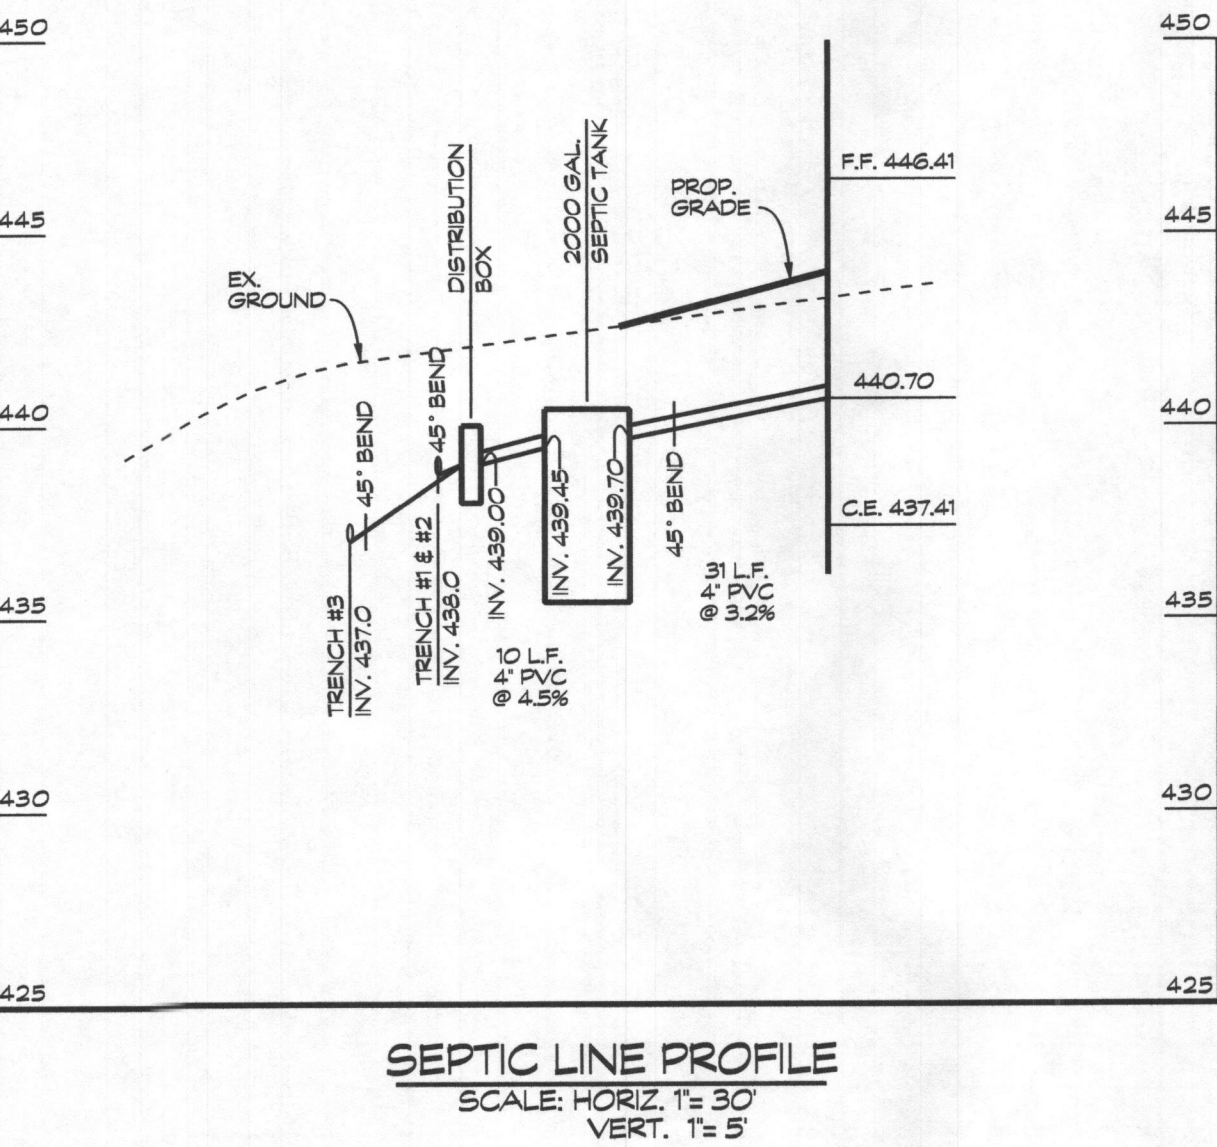 450
445
440
435
430
425
450
445
440
435
430
425
EX.
GROUND
DISTRIBUTION
BOX
2000 GAL.
SEPTIC TANK
PROP.
GRADE
F.F. 446.41
440.70
C.E. 437.41
45° BEND
45° BEND
45° BEND
TRENCH #3
INV. 437.0
TRENCH #1 & #2
INV. 438.0
INV. 439.00
INV. 439.45
INV. 439.70
10 L.F.
4" PVC
@ 4.5%
31 L.F.
4" PVC
@ 3.2%
SEPTIC LINE PROFILE
SCALE: HORIZ. 1"= 30'
VERT. 1"= 5'